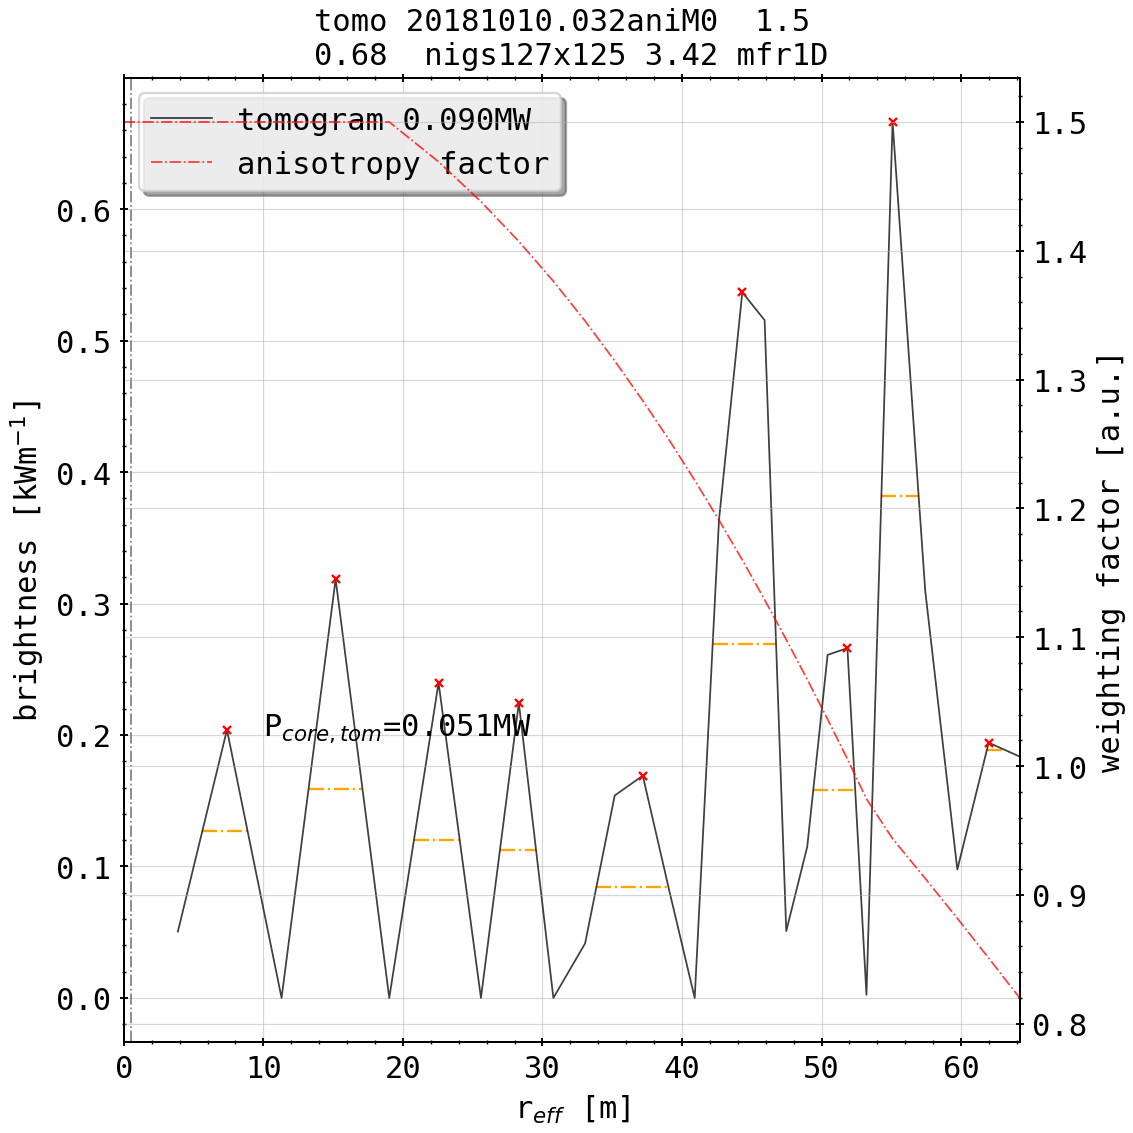 tomo 20181010.032aniM0  1.5
0.68  nigs127x125 3.42 mfr1D
tomogram 0.090MW
anisotropy factor
brightness [kWm⁻¹]
0.6
0.5
0.4
0.3
0.2
0.1
0.0
P_core,tom=0.051MW
1.5
1.4
1.3
1.2
1.1
1.0
0.9
0.8
weighting factor [a.u.]
0 10 20 30 40 50 60
r_eff [m]